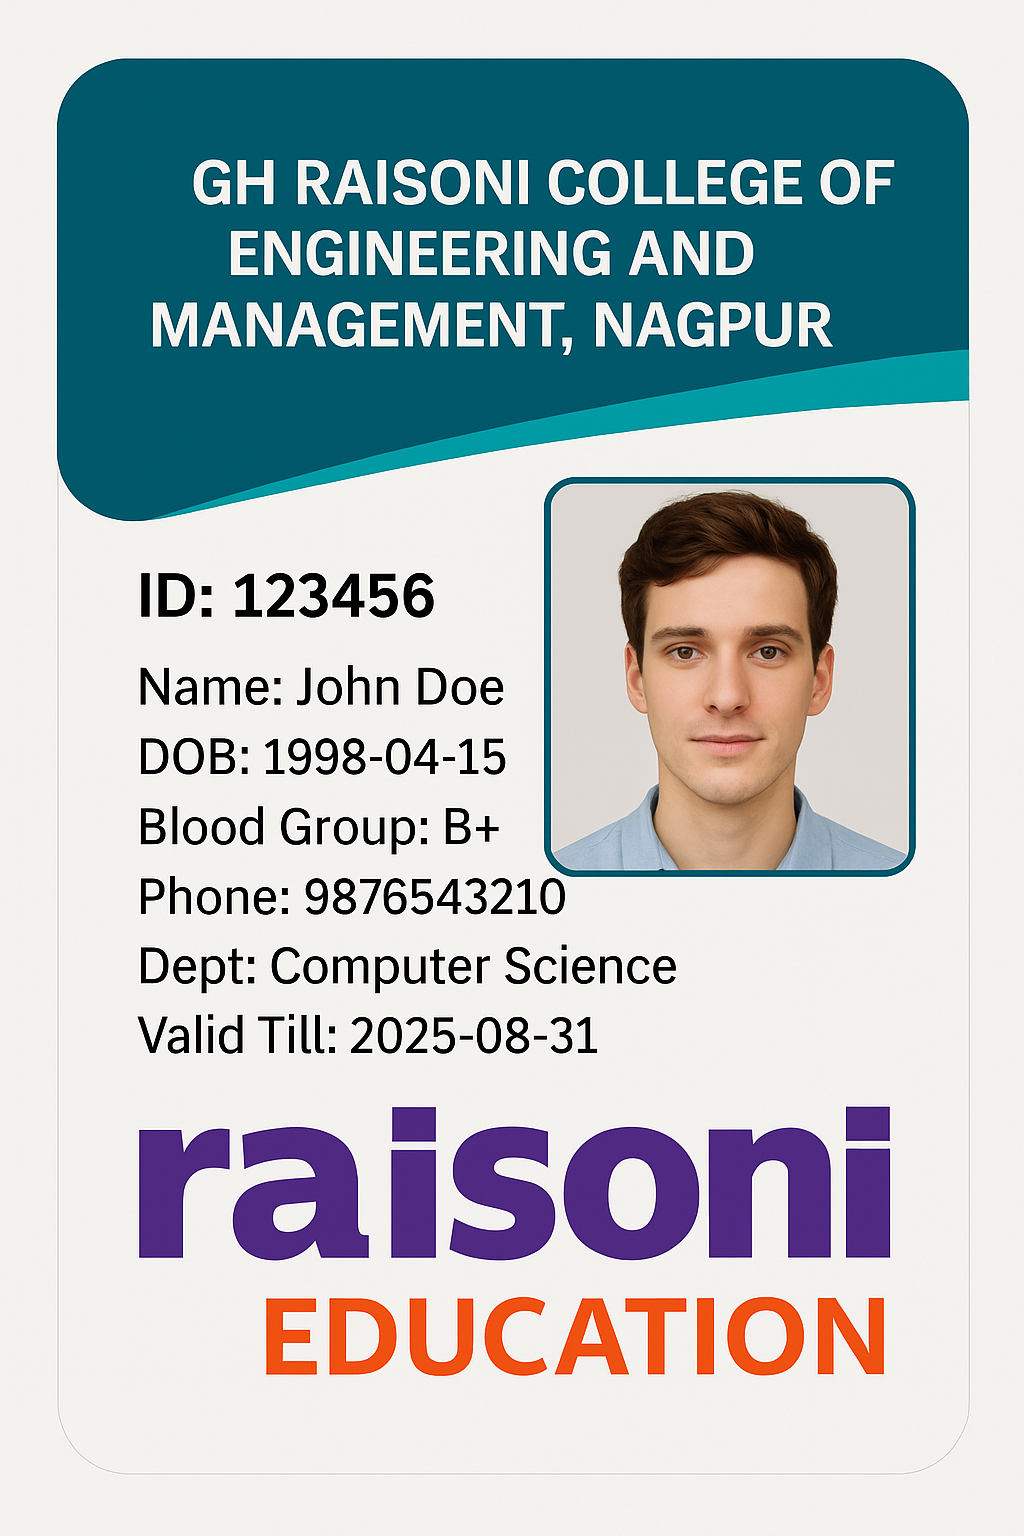 GH RAISONI COLLEGE OF
ENGINEERING AND
MANAGEMENT, NAGPUR
ID: 123456
Name: John Doe
DOB: 1998-04-15
Blood Group: B+
Phone: 9876543210
Dept: Computer Science
Valid Till: 2025-08-31
raisoni
EDUCATION